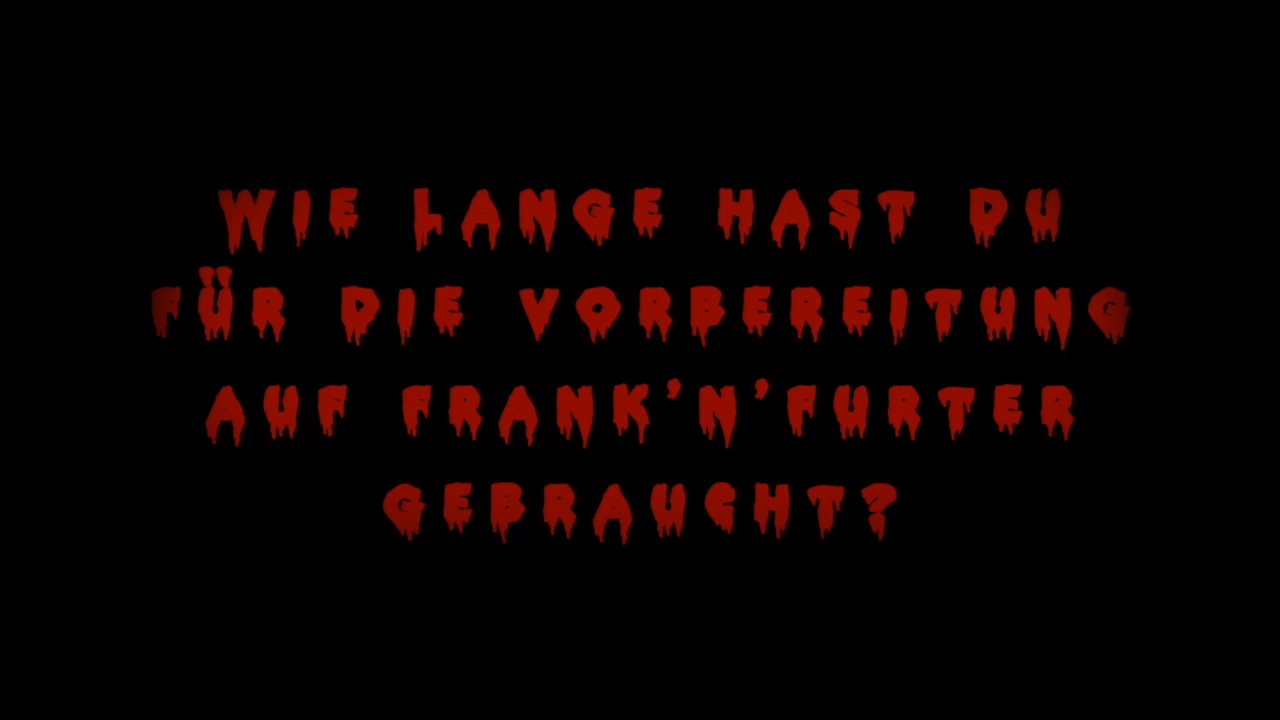 WIE LANGE HAST DU
FÜR DIE VORBEREITUNG
AUF FRANK'N'FURTER
GEBRAUCHT?